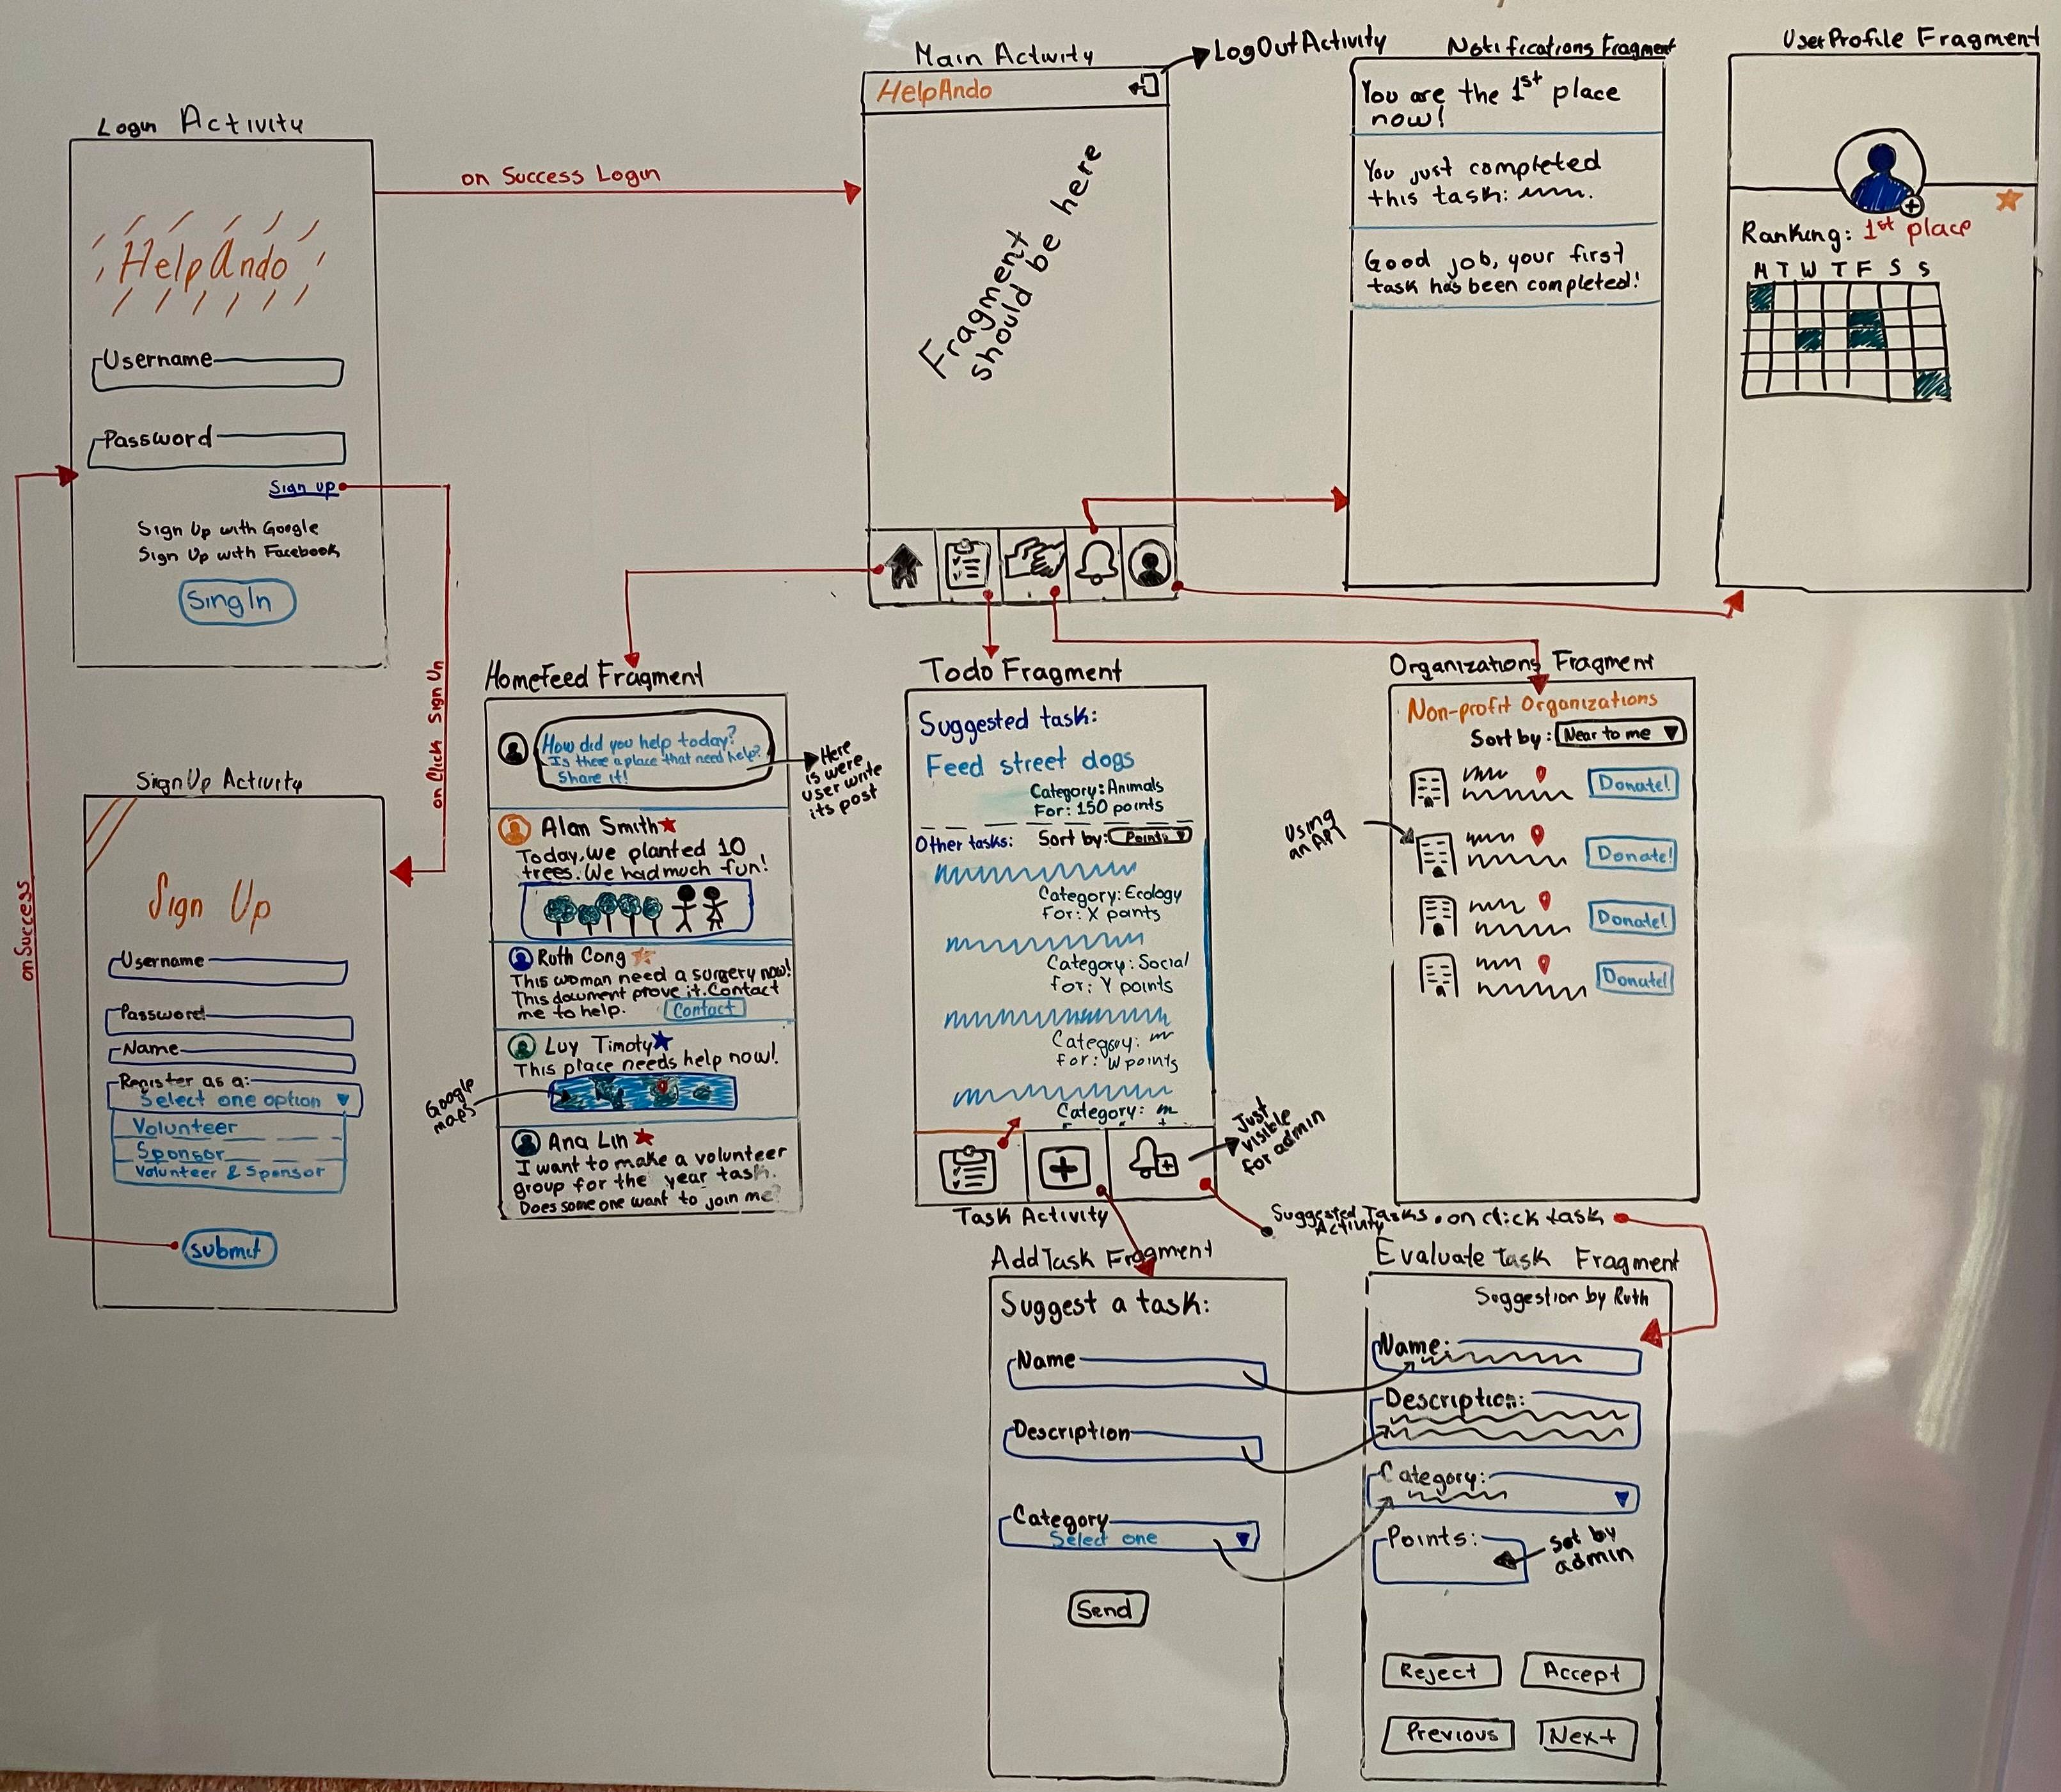 Login Activity
HelpAndo
Username
Password
Sign up
Sign Up with Google
Sign Up with Facebook
SingIn
on Success Login
on Click Sign Un
onSuccess
SignUp Activity
Sign Up
Username
Password
Name
Register as a:
Select one option
Volunteer
Sponsor
Volunteer & Sponsor
submit
Main Activity
HelpAndo
Fragment
should be here
LogOutActivity
Notifications Fragment
You are the 1st place
now!
You just completed
this task:
Good job, your first
task has been completed!
UserProfile Fragment
Ranking: 1st place
M T W T F S S
HomeFeed Fragment
How did you help today?
Is there a place that need help?
Share it!
Here
is were
user write
its post
Alan Smith
Today, we planted 10
trees. We had much fun!
Ruth Cong
This woman need a surgery now!
This document prove it. Contact
me to help.
Contact
Luy Timoty
This place needs help now!
Google
maps
Ana Lin
I want to make a volunteer
group for the year task.
Does some one want to join me?
Todo Fragment
Suggested task:
Feed street dogs
Category: Animals
For: 150 points
Other tasks: Sort by: Points
Category: Ecology
For: X points
Category: Social
for: Y points
Category:
for: W points
Category:
Just
visible
for admin
Task Activity
Organizations Fragment
Non-profit Organizations
Sort by: Near to me
Donate!
Donate!
Donate!
Donate!
Using
an API
Suggested Tasks
Activity
on click task
AddTask Fragment
Suggest a task:
Name
Description
Category
Select one
Send
Evaluate task Fragment
Suggestion by Ruth
Name:
Description:
Category:
Points:
set by
admin
Reject
Accept
Previous
Next